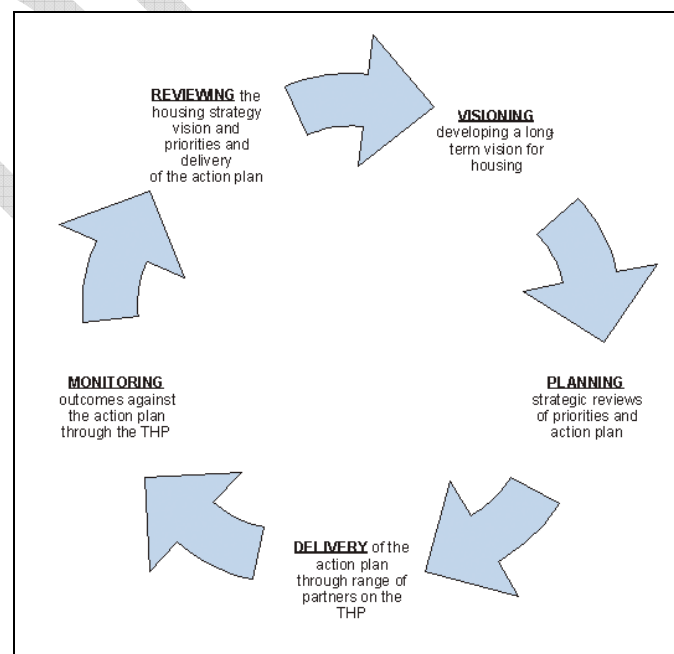 REVIEWING the
housing strategy
vision and
priorities and
delivery
of the action plan
VISIONING
developing a long
term vision for
housing
PLANNING
strategic reviews
of priorities and
action plan
DELIVERY of the
action plan
through range of
partners on the
THP
MONITORING
outcomes against
the action plan
through the THP